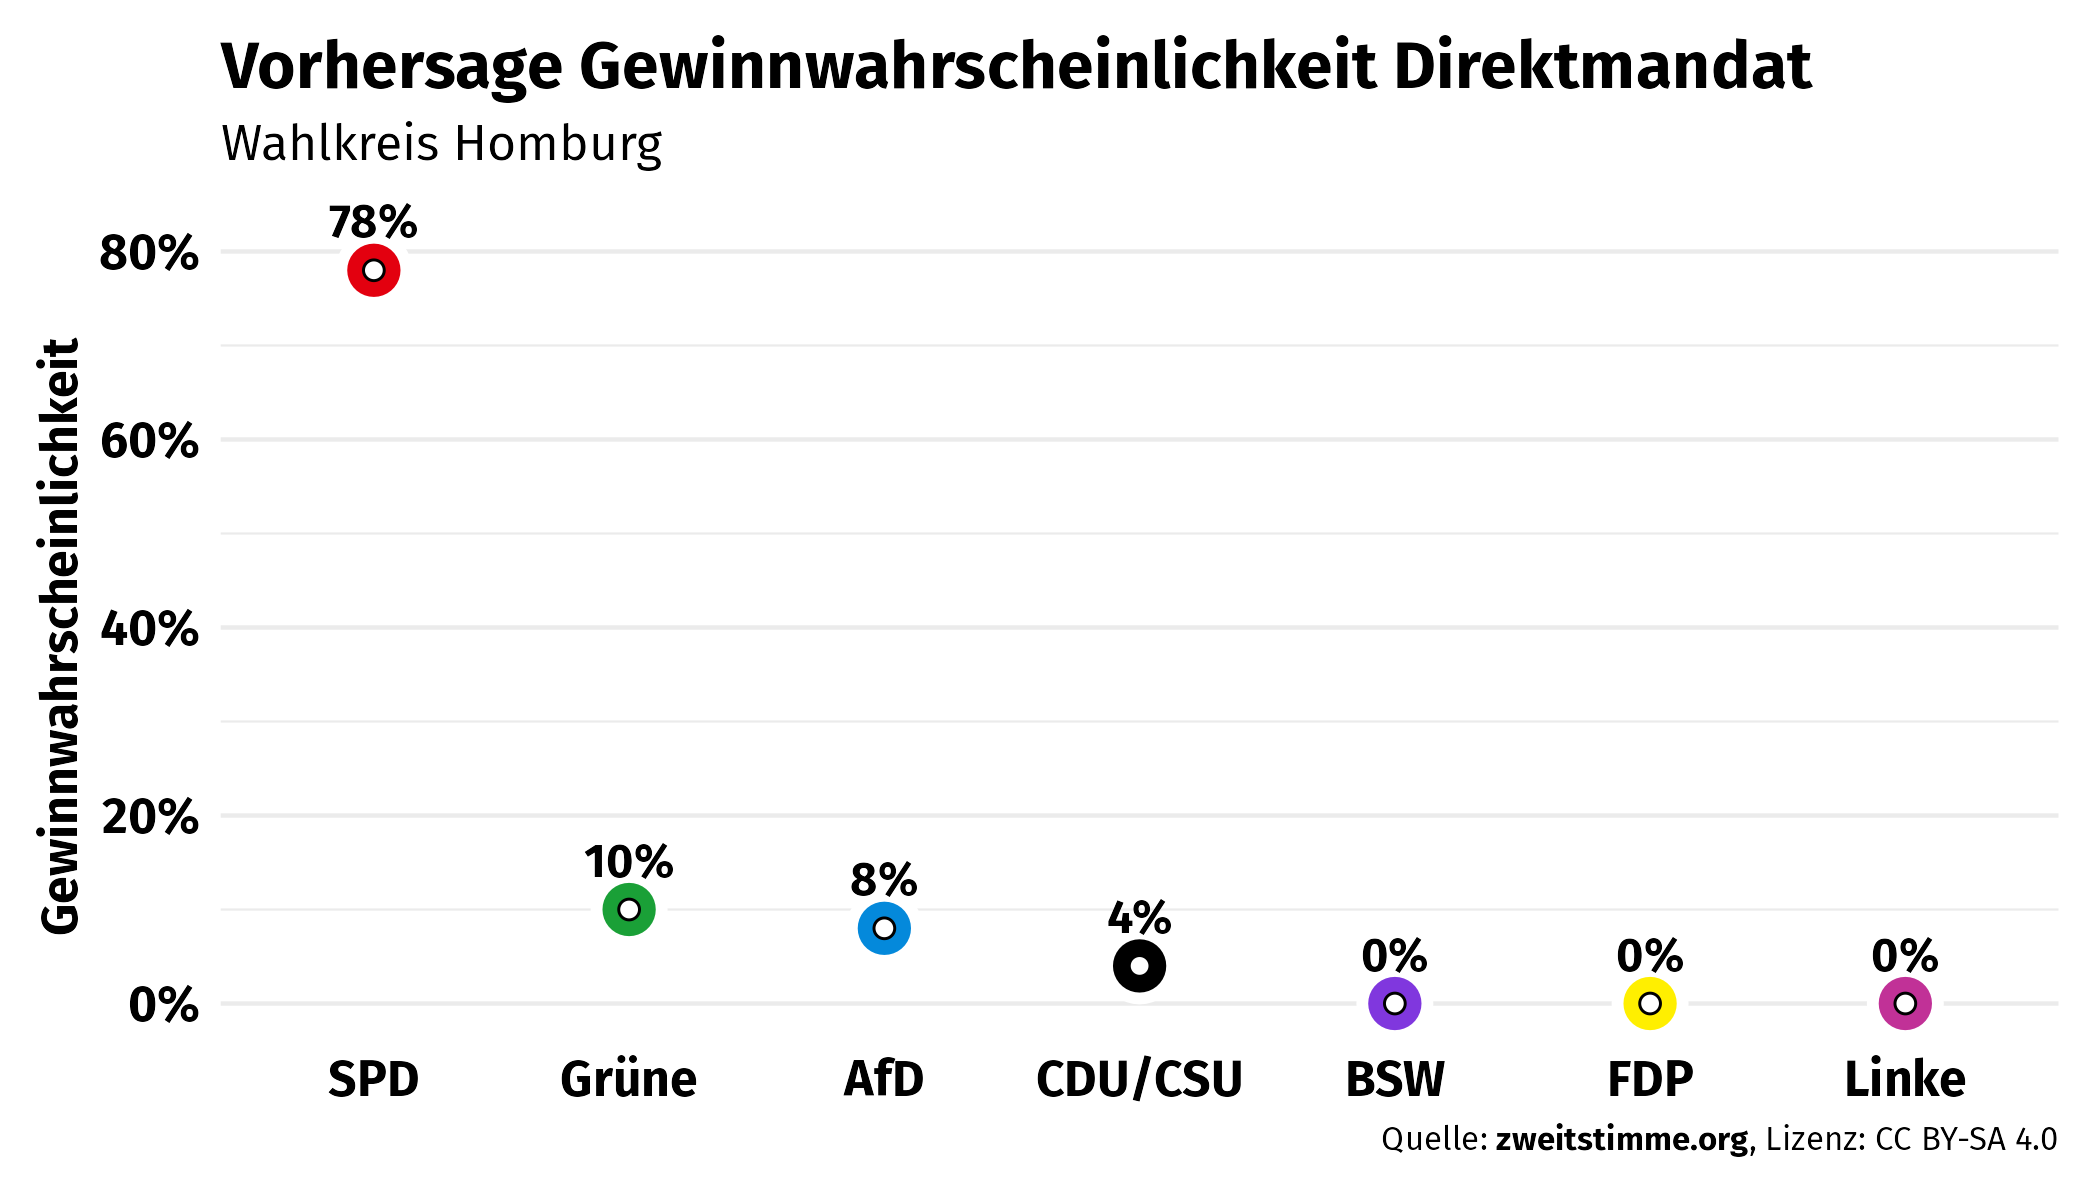 Vorhersage Gewinnwahrscheinlichkeit Direktmandat
Wahlkreis Homburg
Gewinnwahrscheinlichkeit
80%
60%
40%
20%
0%
78%
10%
8%
4%
0%
0%
0%
SPD
Grüne
AfD
CDU/CSU
BSW
FDP
Linke
Quelle: zweitstimme.org, Lizenz: CC BY-SA 4.0